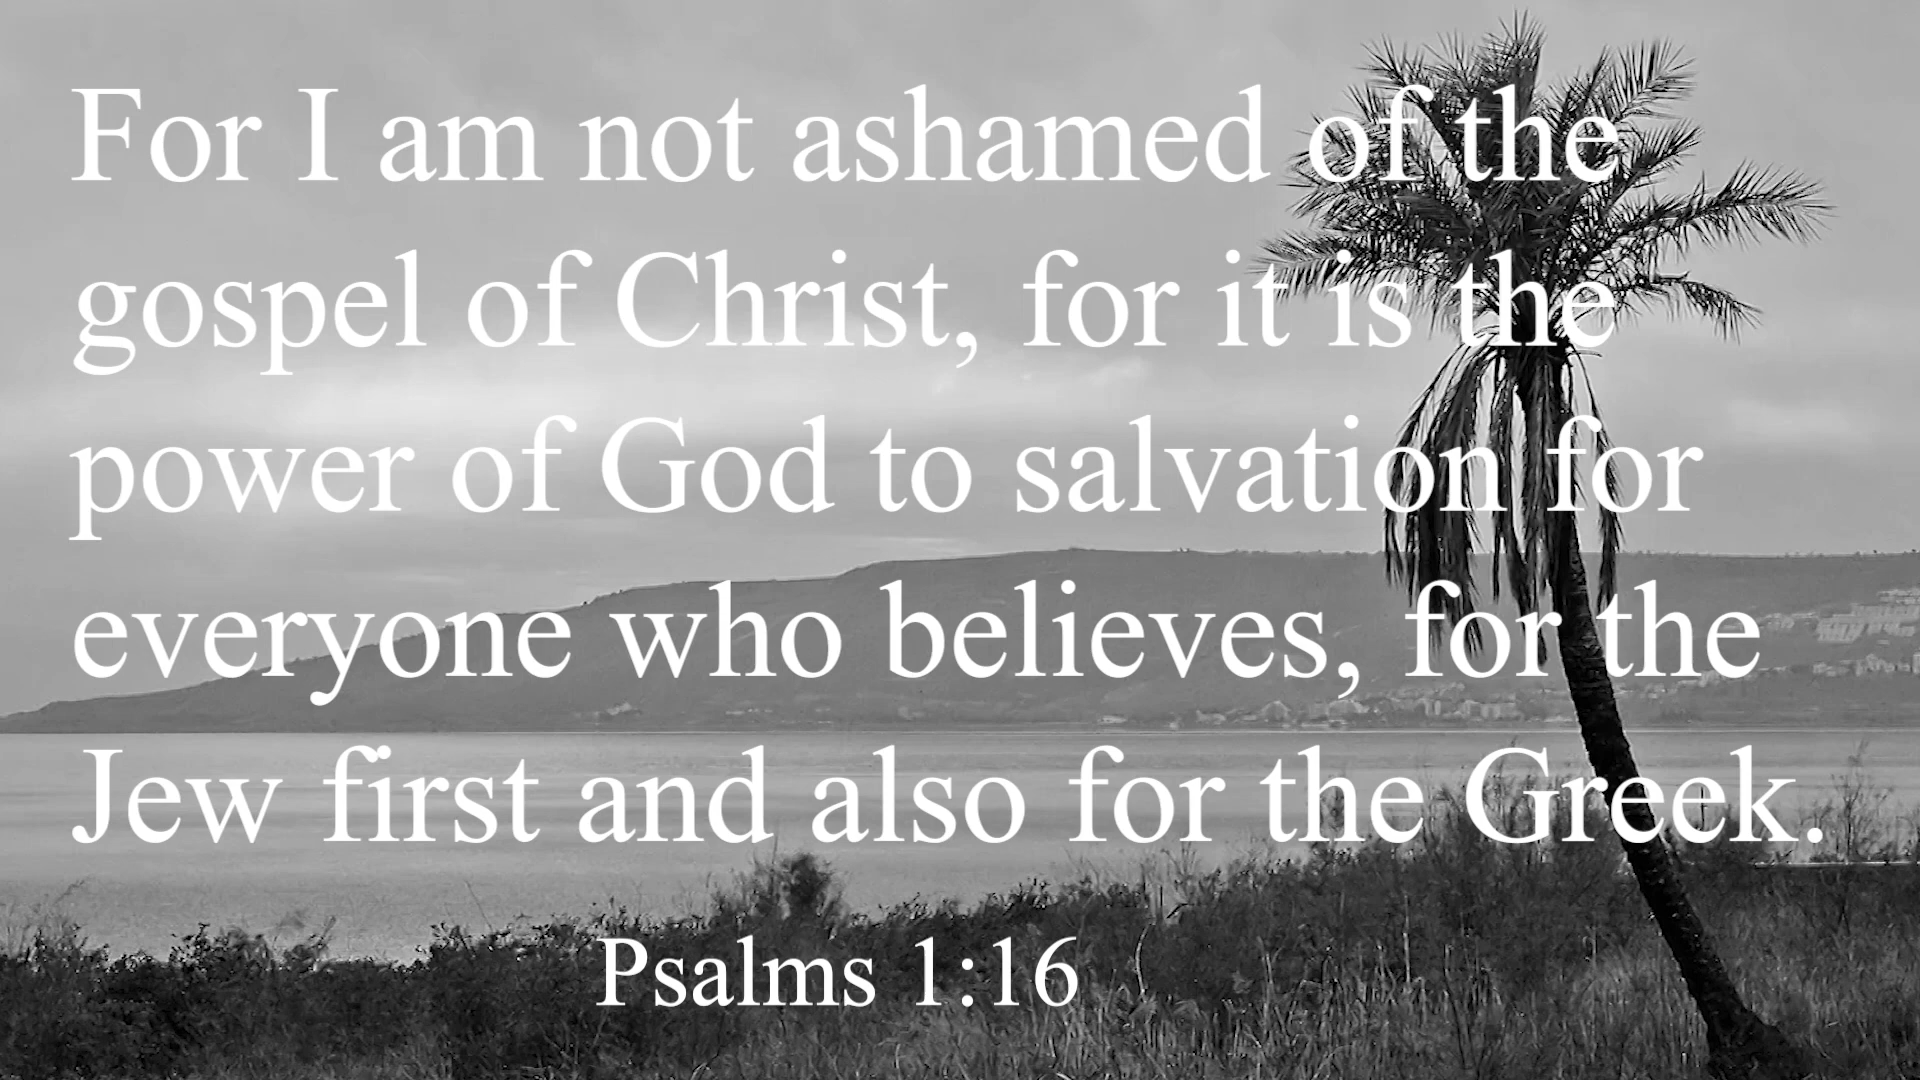 For I am not ashamed of the
gospel of Christ, for it is the
power of God to salvation for
everyone who believes, for the
Jew first and also for the Greek.
Psalms 1:16